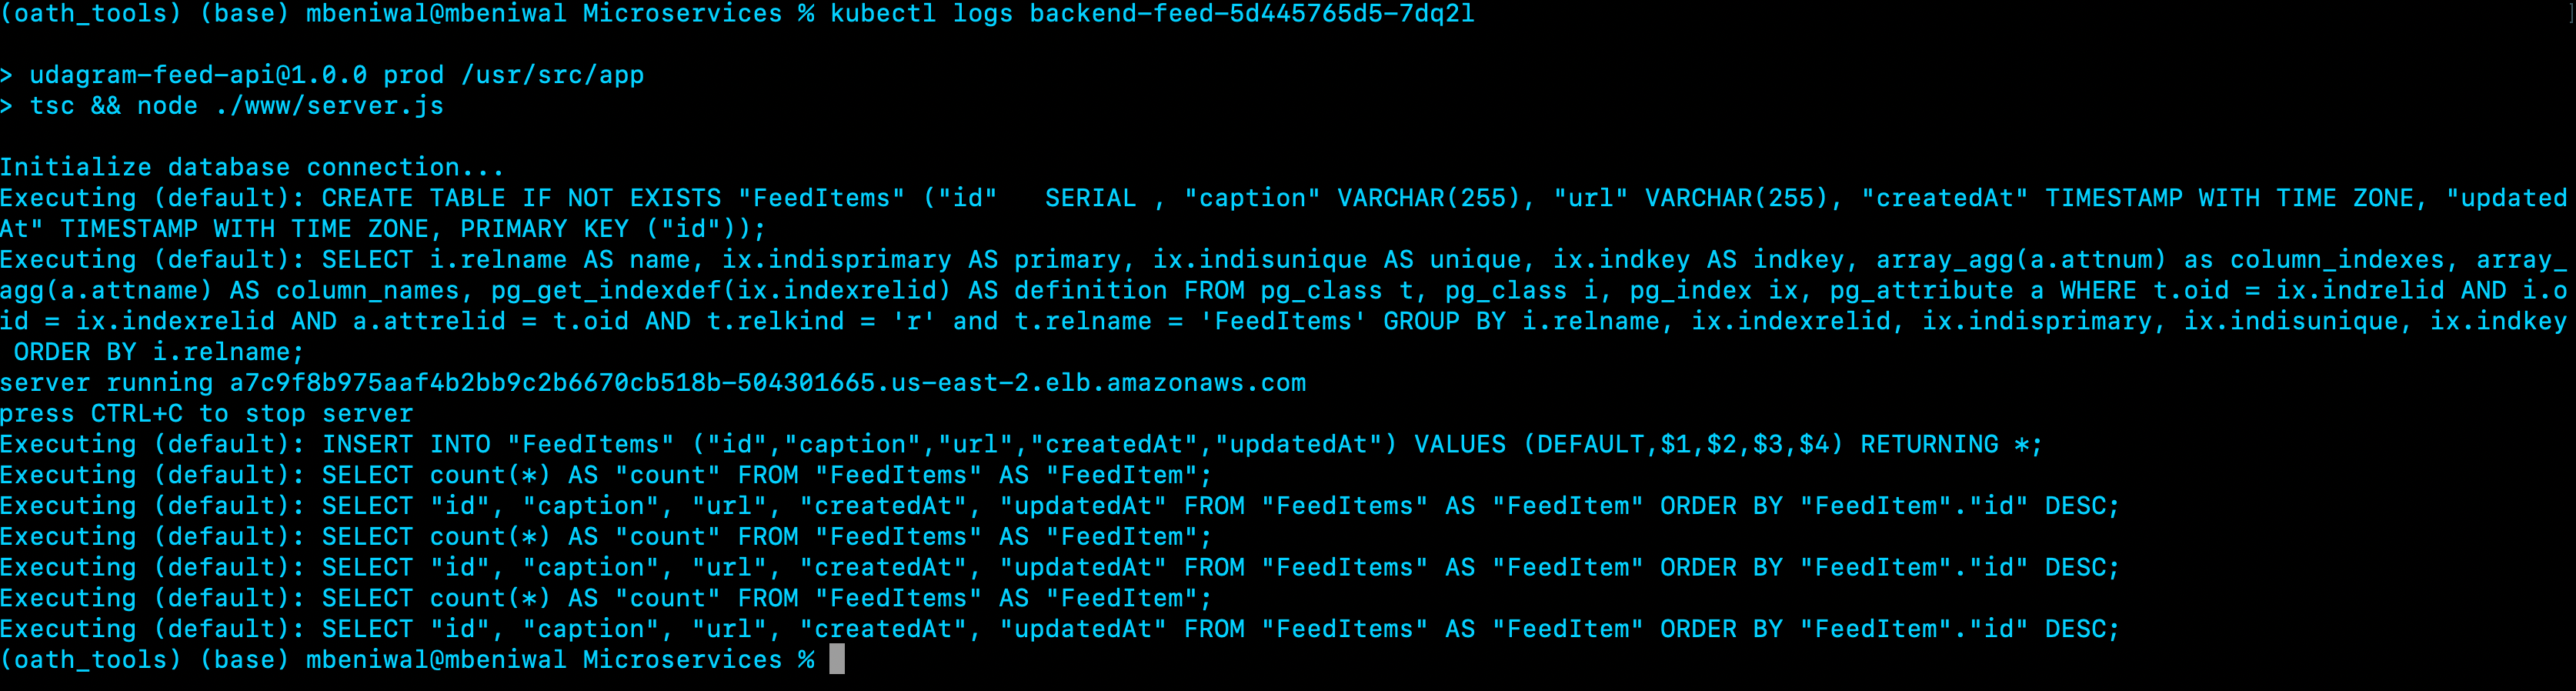 (oath_tools) (base) mbeniwal@mbeniwal Microservices % kubectl logs backend-feed-5d445765d5-7dq2l ]
> udagram-feed-api@1.0.0 prod /usr/src/app
> tsc && node ./www/server.js
Initialize database connection...
Executing (default): CREATE TABLE IF NOT EXISTS "FeedItems" ("id"   SERIAL , "caption" VARCHAR(255), "url" VARCHAR(255), "createdAt" TIMESTAMP WITH TIME ZONE, "updated
At" TIMESTAMP WITH TIME ZONE, PRIMARY KEY ("id"));
Executing (default): SELECT i.relname AS name, ix.indisprimary AS primary, ix.indisunique AS unique, ix.indkey AS indkey, array_agg(a.attnum) as column_indexes, array_
agg(a.attname) AS column_names, pg_get_indexdef(ix.indexrelid) AS definition FROM pg_class t, pg_class i, pg_index ix, pg_attribute a WHERE t.oid = ix.indrelid AND i.o
id = ix.indexrelid AND a.attrelid = t.oid AND t.relkind = 'r' and t.relname = 'FeedItems' GROUP BY i.relname, ix.indexrelid, ix.indisprimary, ix.indisunique, ix.indkey
 ORDER BY i.relname;
server running a7c9f8b975aaf4b2bb9c2b6670cb518b-504301665.us-east-2.elb.amazonaws.com
press CTRL+C to stop server
Executing (default): INSERT INTO "FeedItems" ("id","caption","url","createdAt","updatedAt") VALUES (DEFAULT,$1,$2,$3,$4) RETURNING *;
Executing (default): SELECT count(*) AS "count" FROM "FeedItems" AS "FeedItem";
Executing (default): SELECT "id", "caption", "url", "createdAt", "updatedAt" FROM "FeedItems" AS "FeedItem" ORDER BY "FeedItem"."id" DESC;
Executing (default): SELECT count(*) AS "count" FROM "FeedItems" AS "FeedItem";
Executing (default): SELECT "id", "caption", "url", "createdAt", "updatedAt" FROM "FeedItems" AS "FeedItem" ORDER BY "FeedItem"."id" DESC;
Executing (default): SELECT count(*) AS "count" FROM "FeedItems" AS "FeedItem";
Executing (default): SELECT "id", "caption", "url", "createdAt", "updatedAt" FROM "FeedItems" AS "FeedItem" ORDER BY "FeedItem"."id" DESC;
(oath_tools) (base) mbeniwal@mbeniwal Microservices %